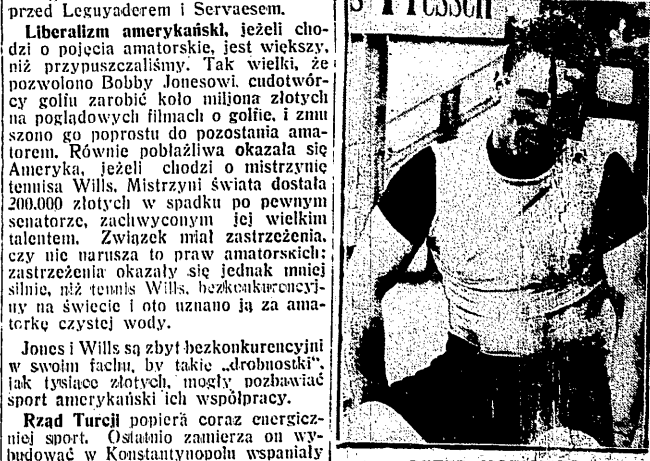 przed Leguyaderem i Servaesem.
Liberalizm amerykański, jeżeli cho-
dzi o pojęcia amatorskie, jest większy,
niż przypuszczaliśmy. Tak wielki, że
pozwolono Bobby Jonesowi, cudotwór-
cy golfu zarobić koło miljona złotych
na poglądowych filmach o golfie, i zmu
szono go poprostu do pozostania ama-
torem. Równie pobłażliwa okazała się
Ameryka, jeżeli chodzi o mistrzynię
tennisa Wills. Mistrzyni świata dostała
200.000 złotych w spadku po pewnym
senatorze, zachwyconym jej wielkim
talentem. Związek miał zastrzeżenia,
czy nie narusza to praw amatorskich;
zastrzeżenia okazały się jednak mniej
silnie, niż tennis Wills, bezkonkurencyj-
ny na świecie i oto uznano ją za ama-
torkę czystej wody.
Jones i Wills są zbyt bezkonkurencyjni
w swoim fachu, by takie „drobnostki“,
jak tysiące złotych, mogły pozbawiać
sport amerykański ich współpracy.
Rząd Turcji popiera coraz energicz-
niej sport. Ostatnio zamierza on wy-
budować w Konstantynopolu wspaniały